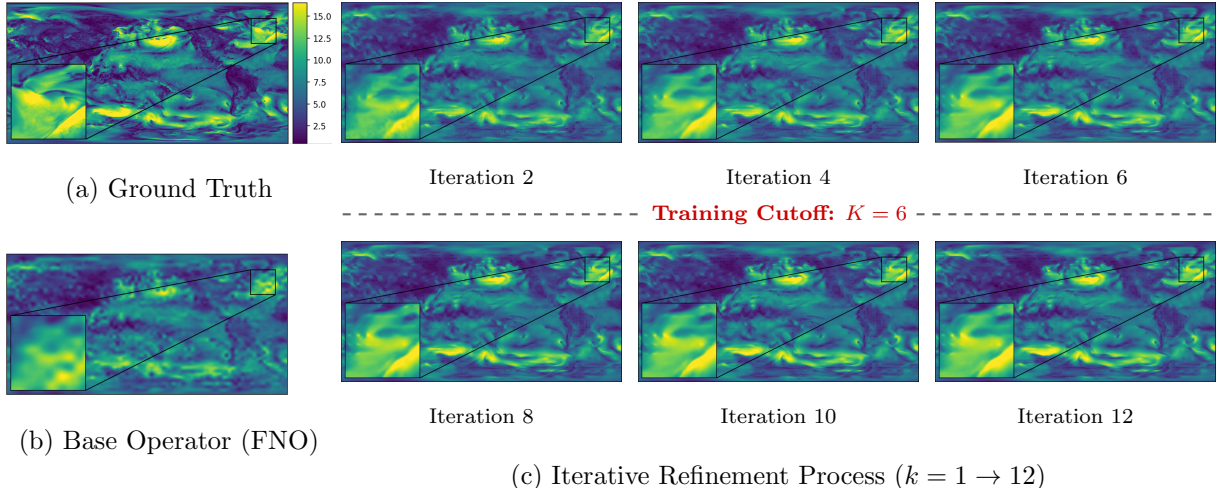 15.0
12.5
10.0
7.5
5.0
2.5
(a) Ground Truth
Iteration 2
Iteration 4
Iteration 6
Training Cutoff: K = 6
(b) Base Operator (FNO)
Iteration 8
Iteration 10
Iteration 12
(c) Iterative Refinement Process (k = 1 → 12)